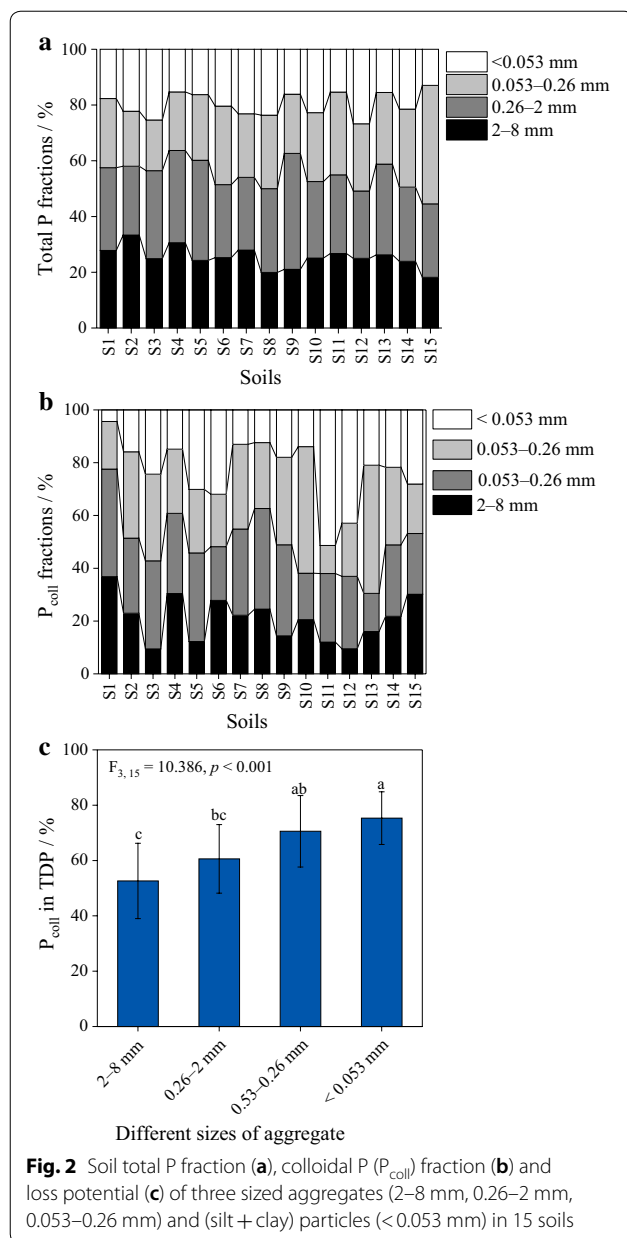 a
100
80
60
40
20
0
Total P fractions / %
<0.053 mm
0.053–0.26 mm
0.26–2 mm
2–8 mm
S1 S2 S3 S4 S5 S6 S7 S8 S9 S10 S11 S12 S13 S14 S15
Soils
b
100
80
60
40
20
0
Pcoll fractions / %
< 0.053 mm
0.053–0.26 mm
0.053–0.26 mm
2–8 mm
S1 S2 S3 S4 S5 S6 S7 S8 S9 S10 S11 S12 S13 S14 S15
Soils
c
100
80
60
40
20
0
Pcoll in TDP / %
F3, 15 = 10.386, p < 0.001
c bc ab a
2–8 mm 0.26–2 mm 0.53–0.26 mm < 0.053 mm
Different sizes of aggregate
Fig. 2 Soil total P fraction (a), colloidal P (Pcoll) fraction (b) and
loss potential (c) of three sized aggregates (2–8 mm, 0.26–2 mm,
0.053–0.26 mm) and (silt + clay) particles (< 0.053 mm) in 15 soils